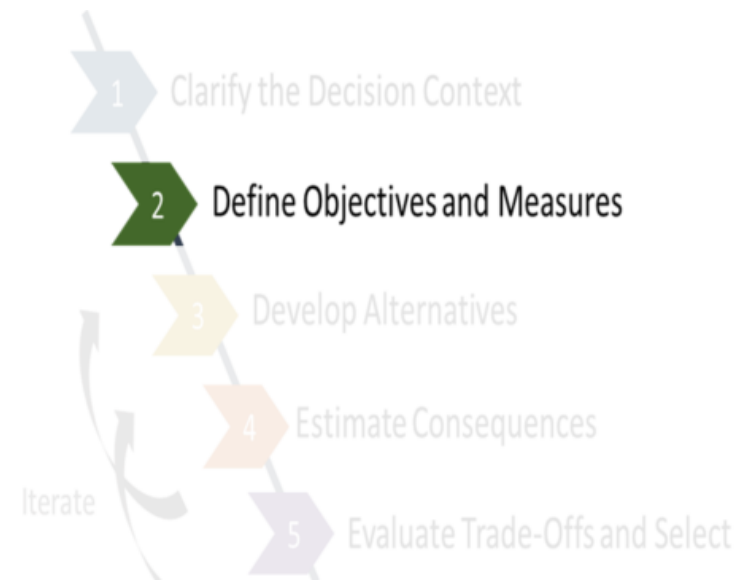 1 Clarify the Decision Context
2 Define Objectives and Measures
3 Develop Alternatives
4 Estimate Consequences
Iterate
5 Evaluate Trade-Offs and Select